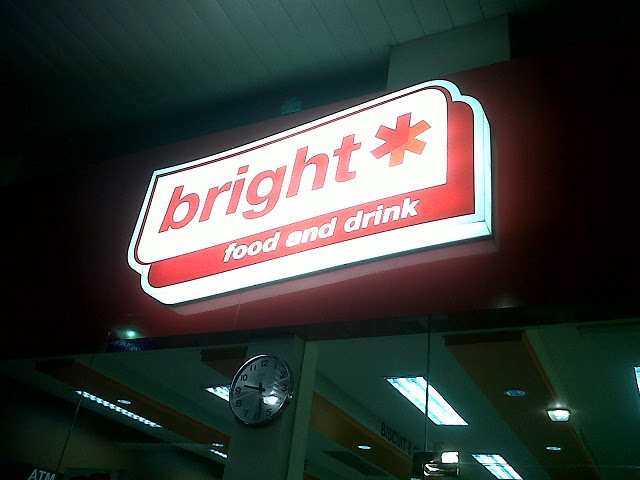 bright*
food and drink
BISCUIT
ATM